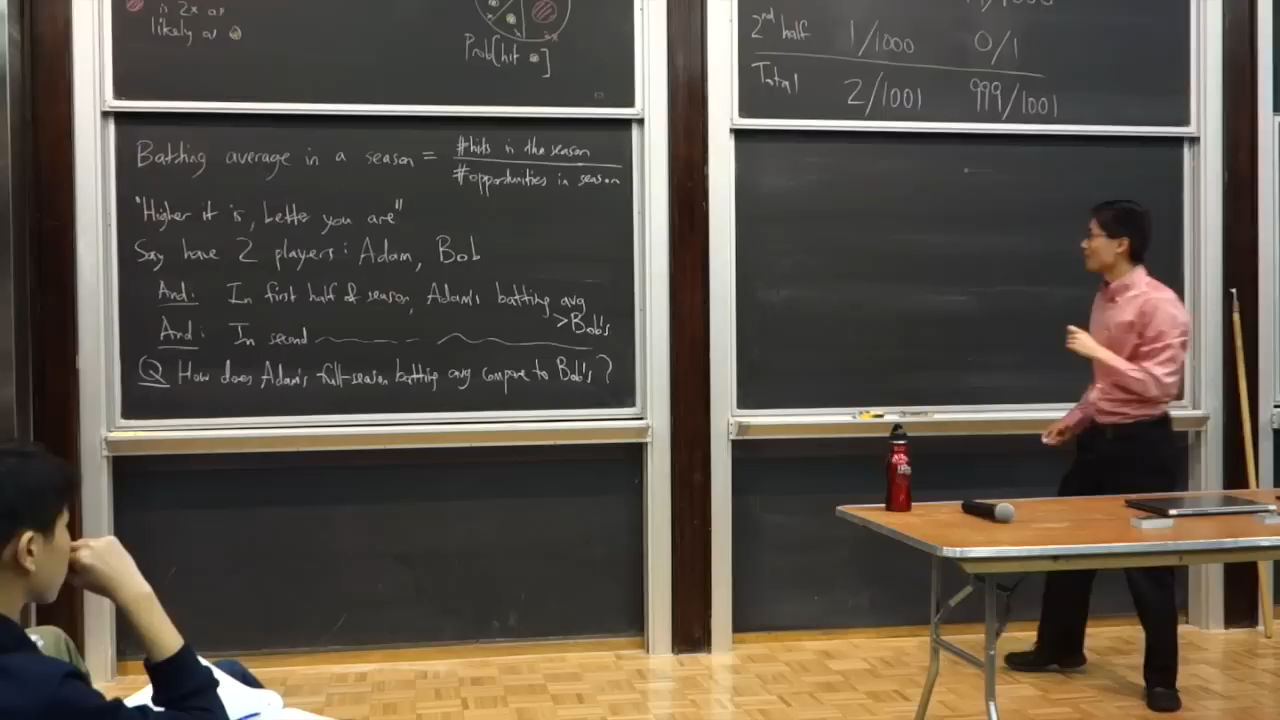 is 2x as
likely as
Prob[hit ]
Batting average in a season = #hits in the season
#opportunities in season
"Higher it is, better you are"
Say have 2 players: Adam, Bob
And: In first half of season, Adam's batting avg
> Bob's
And: In second
Q How does Adam's full-season batting avg compare to Bob's?
2nd half 1/1000 0/1
Total 2/1001 999/1001